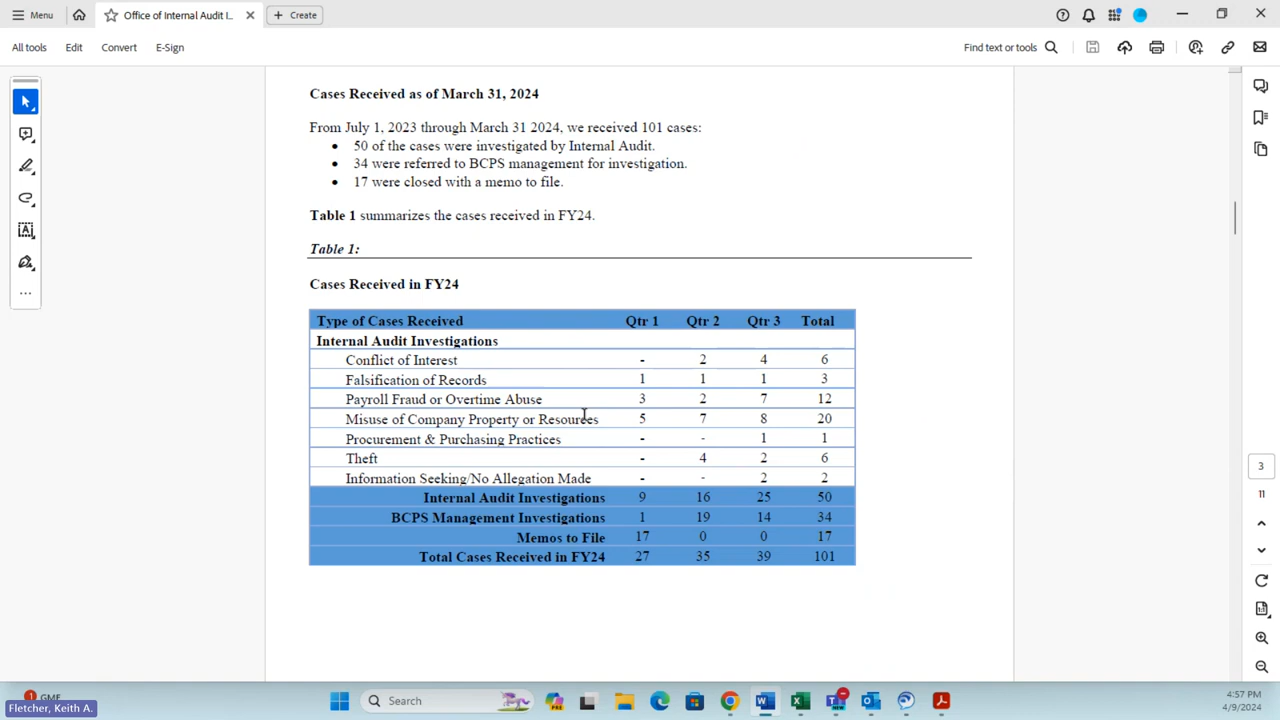 Menu
Office of Internal Audit I...
Create
All tools
Edit
Convert
E-Sign
Find text or tools
Cases Received as of March 31, 2024
From July 1, 2023 through March 31 2024, we received 101 cases:
• 50 of the cases were investigated by Internal Audit.
• 34 were referred to BCPS management for investigation.
• 17 were closed with a memo to file.
Table 1 summarizes the cases received in FY24.
Table 1:
Cases Received in FY24
Type of Cases Received Qtr 1 Qtr 2 Qtr 3 Total
Internal Audit Investigations
Conflict of Interest - 2 4 6
Falsification of Records 1 1 1 3
Payroll Fraud or Overtime Abuse 3 2 7 12
Misuse of Company Property or Resources 5 7 8 20
Procurement & Purchasing Practices - - 1 1
Theft - 4 2 6
Information Seeking/No Allegation Made - - 2 2
Internal Audit Investigations 9 16 25 50
BCPS Management Investigations 1 19 14 34
Memos to File 17 0 0 17
Total Cases Received in FY24 27 35 39 101
3
11
1 GME
Fletcher, Keith A.
Search
4:57 PM
4/9/2024